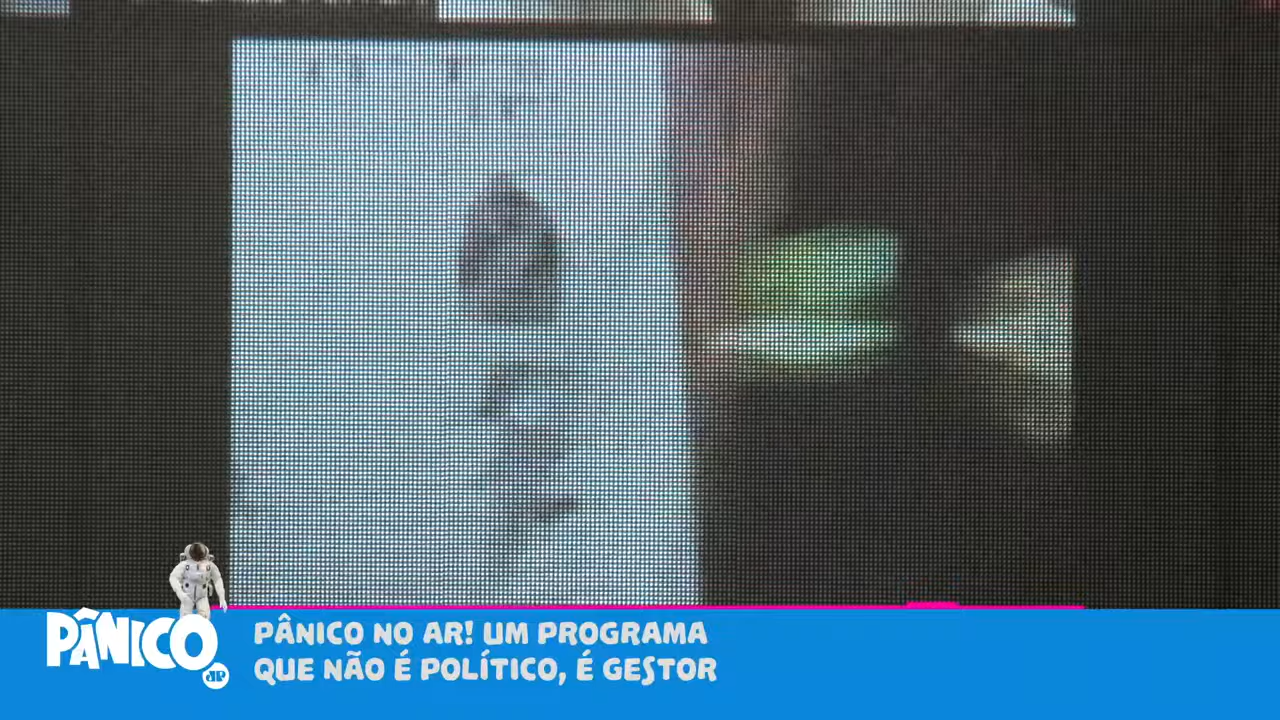 PÂNICO
JP
PÂNICO NO AR! UM PROGRAMA
QUE NÃO É POLÍTICO, É GESTOR